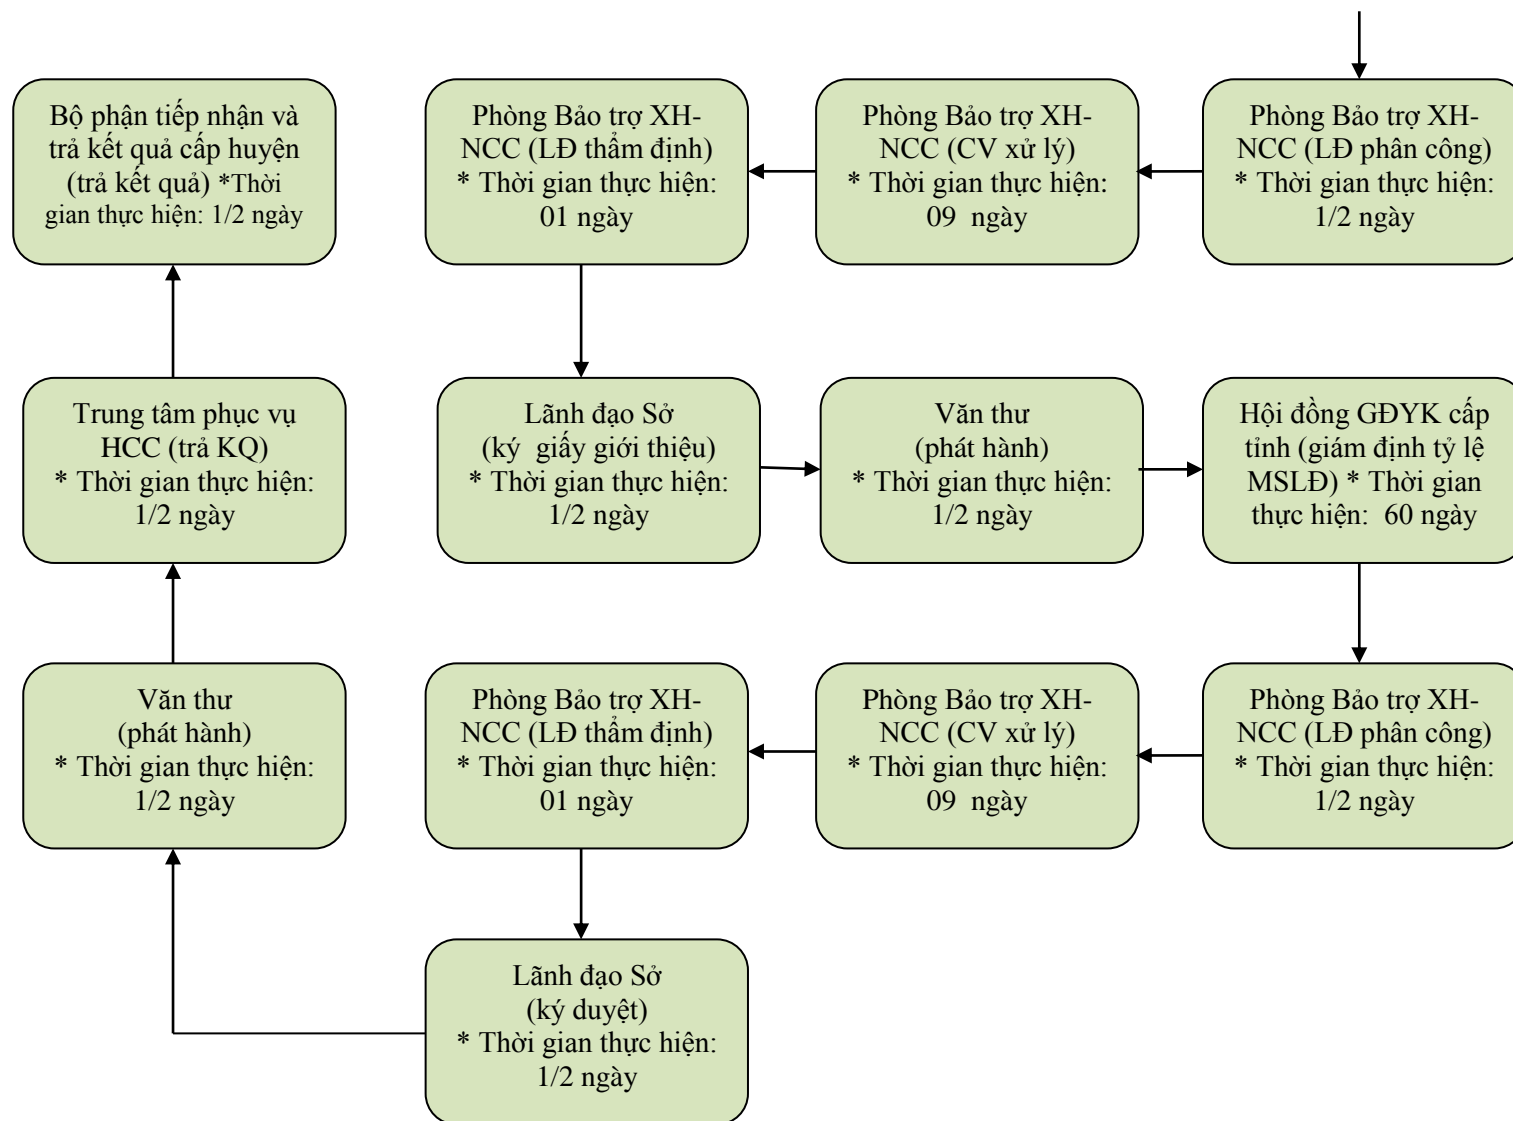 Bộ phận tiếp nhận và
trả kết quả cấp huyện
(trả kết quả) *Thời
gian thực hiện: 1/2 ngày
Phòng Bảo trợ XH-
NCC (LĐ thẩm định)
* Thời gian thực hiện:
01 ngày
Phòng Bảo trợ XH-
NCC (CV xử lý)
* Thời gian thực hiện:
09 ngày
Phòng Bảo trợ XH-
NCC (LĐ phân công)
* Thời gian thực hiện:
1/2 ngày
Trung tâm phục vụ
HCC (trả KQ)
* Thời gian thực hiện:
1/2 ngày
Lãnh đạo Sở
(ký giấy giới thiệu)
* Thời gian thực hiện:
1/2 ngày
Văn thư
(phát hành)
* Thời gian thực hiện:
1/2 ngày
Hội đồng GĐYK cấp
tỉnh (giám định tỷ lệ
MSLĐ) * Thời gian
thực hiện: 60 ngày
Văn thư
(phát hành)
* Thời gian thực hiện:
1/2 ngày
Phòng Bảo trợ XH-
NCC (LĐ thẩm định)
* Thời gian thực hiện:
01 ngày
Phòng Bảo trợ XH-
NCC (CV xử lý)
* Thời gian thực hiện:
09 ngày
Phòng Bảo trợ XH-
NCC (LĐ phân công)
* Thời gian thực hiện:
1/2 ngày
Lãnh đạo Sở
(ký duyệt)
* Thời gian thực hiện:
1/2 ngày